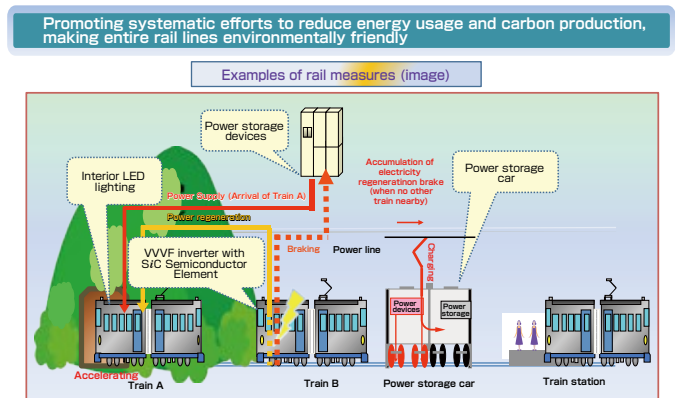 Promoting systematic efforts to reduce energy usage and carbon production,
making entire rail lines environmentally friendly
Examples of rail measures (image)
Power storage
devices
Interior LED
lighting
Accumulation of
electricity
regeneratinon brake
(when no other
train nearby)
Power storage
car
Power Supply (Arrival of Train A)
Power regeneration
VVVF inverter with
SiC Semiconductor
Element
Braking
Power line
Charging
Power
devices
Power
storage
Accelerating
Train A
Train B
Power storage car
Train station